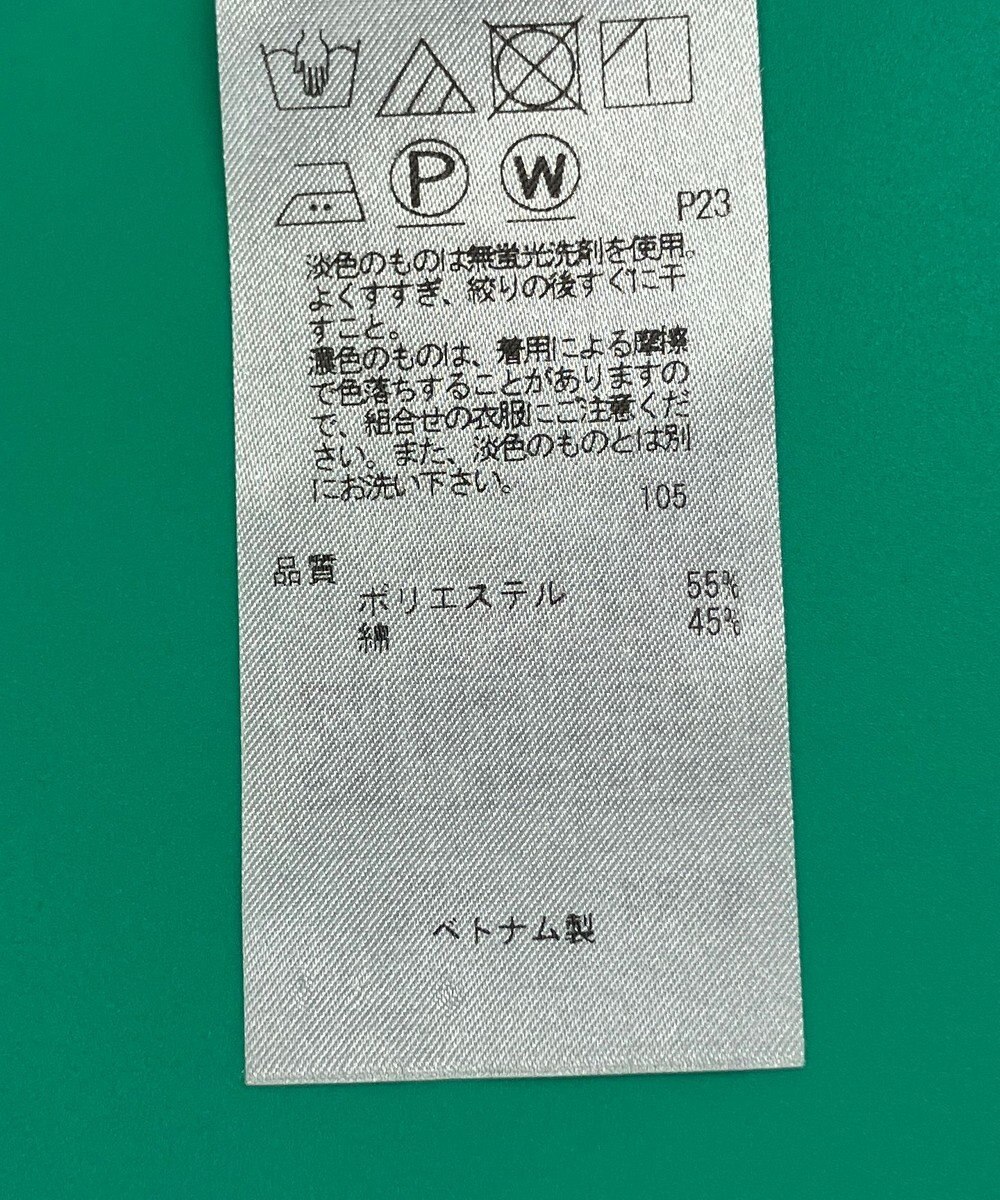 P W
P23
淡色のものは無蛍光洗剤を使用。
よくすすぎ、絞りの後すぐに干
すこと。
濃色のものは、着用による摩擦
で色落ちすることがありますの
で、組合せの衣服にご注意くだ
さい。また、淡色のものとは別
にお洗い下さい。
105
品質
ポリエステル 55%
綿 45%
ベトナム製